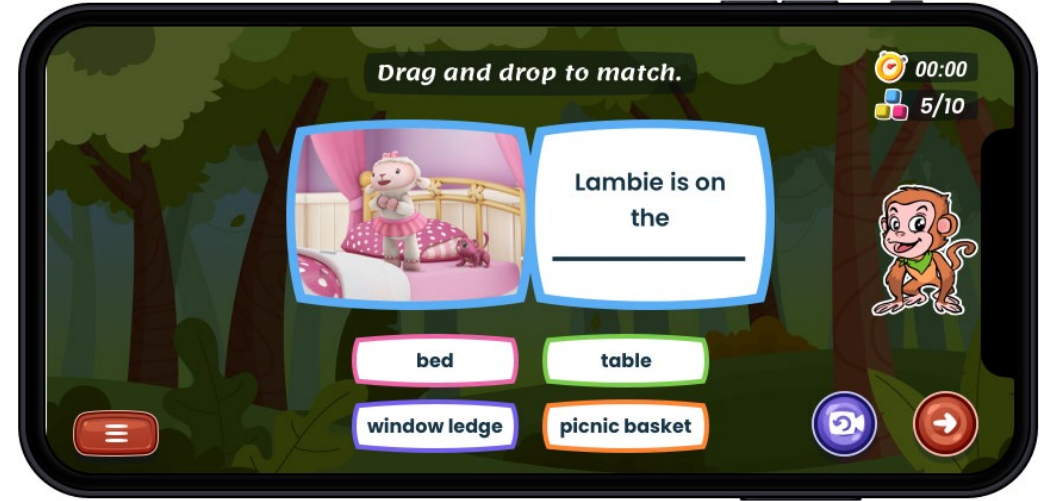 Drag and drop to match.
00:00
5/10
Lambie is on
the
bed
table
window ledge
picnic basket